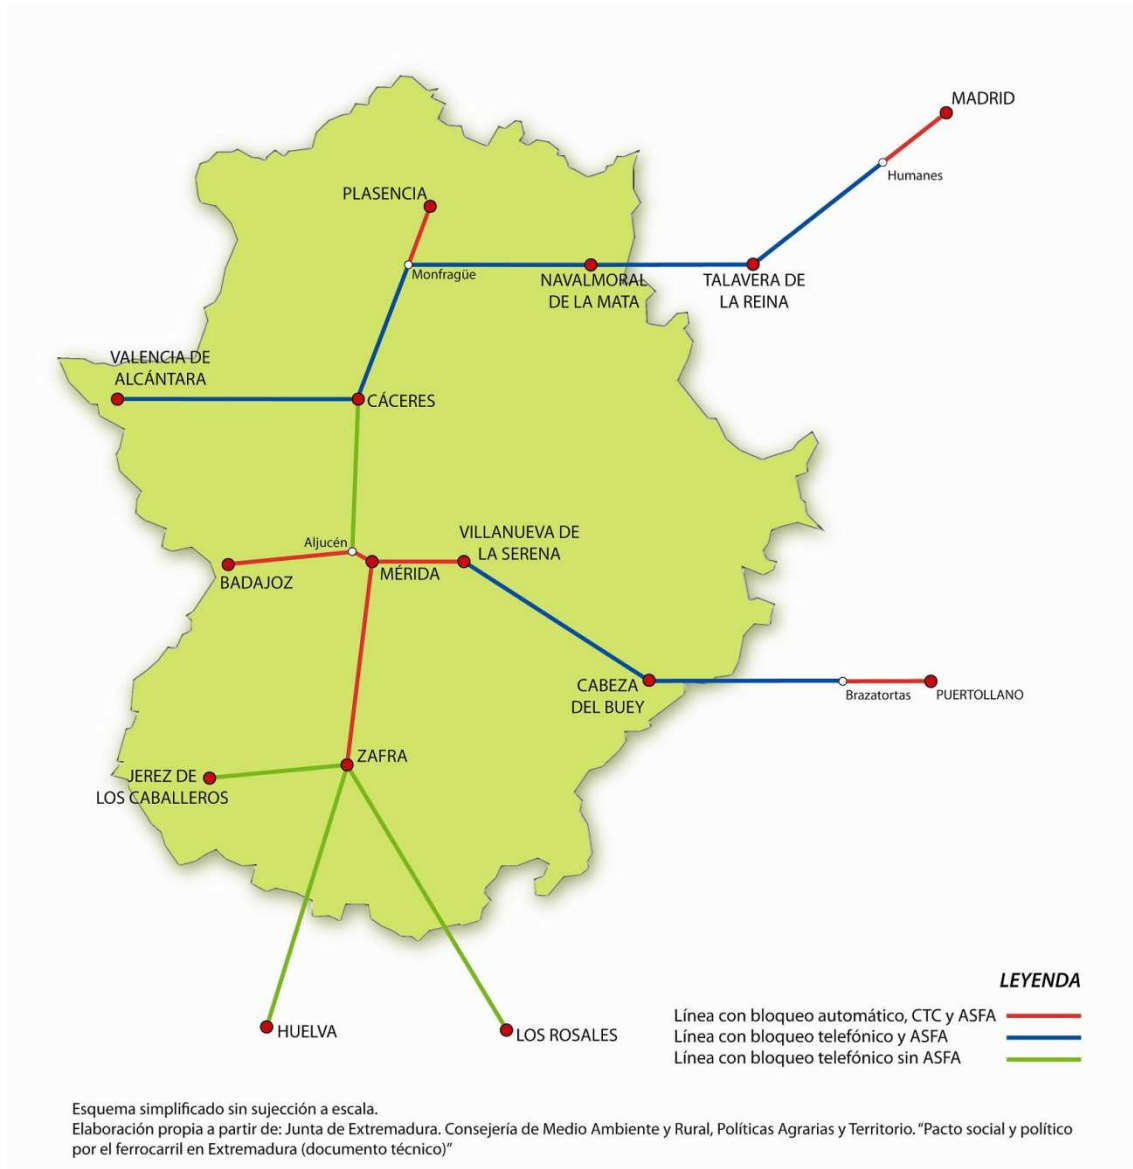 MADRID
Humanes
PLASENCIA
Monfragüe
NAVALMORAL
DE LA MATA
TALAVERA DE
LA REINA
VALENCIA DE
ALCÁNTARA
CÁCERES
Aljucén
VILLANUEVA DE
LA SERENA
BADAJOZ
MÉRIDA
CABEZA
DEL BUEY
Brazatortas
PUERTOLLANO
ZAFRA
JEREZ DE
LOS CABALLEROS
HUELVA
LOS ROSALES
LEYENDA
Línea con bloqueo automático, CTC y ASFA
Línea con bloqueo telefónico y ASFA
Línea con bloqueo telefónico sin ASFA
Esquema simplificado sin sujección a escala.
Elaboración propia a partir de: Junta de Extremadura. Consejería de Medio Ambiente y Rural, Políticas Agrarias y Territorio. “Pacto social y político
por el ferrocarril en Extremadura (documento técnico)”